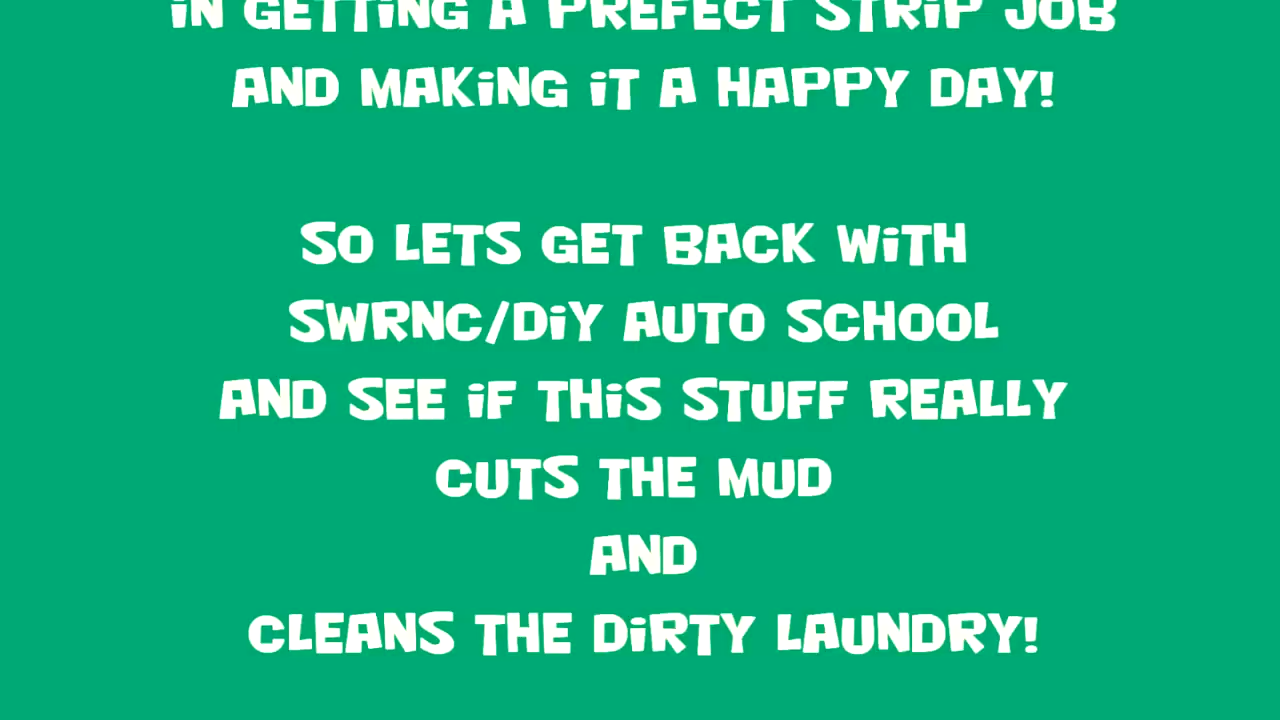 iN GETTiNG A PREFECT STRiP JOB
AND MAKiNG iT A HAPPY DAY!
SO LETS GET BACK WiTH
SWRNC/DiY AUTO SCHOOL
AND SEE iF THiS STUFF REALLY
CUTS THE MUD
AND
CLEANS THE DiRTY LAUNDRY!